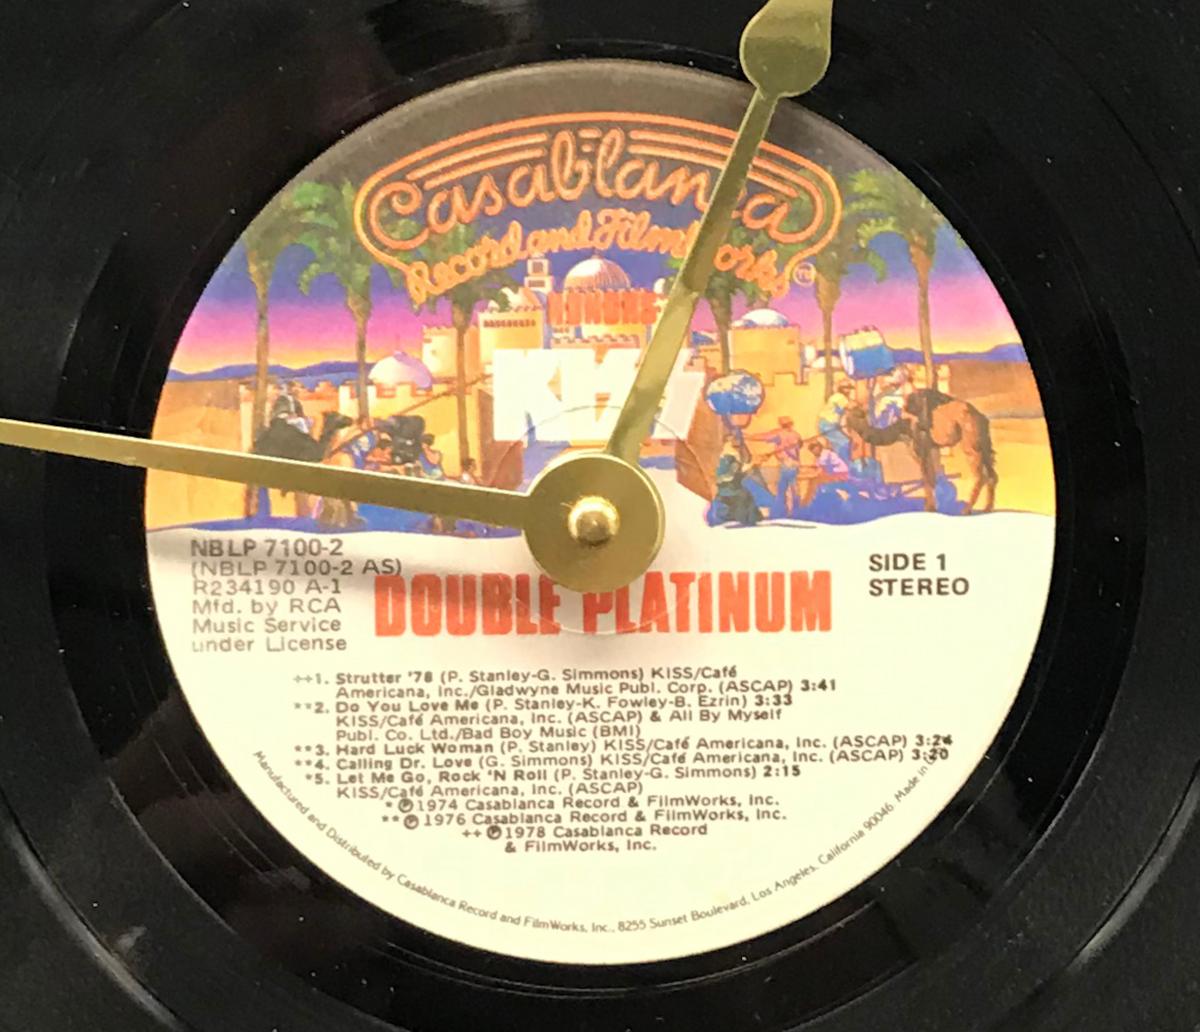 Casablanca
Record and FilmWorks TM
HONORS
KISS
NBLP 7100-2
(NBLP 7100-2 AS)
R234190 A-1
Mfd. by RCA
Music Service
under License
SIDE 1
STEREO
DOUBLE PLATINUM
++1. Strutter '78 (P. Stanley-G. Simmons) KISS/Café
Americana, Inc./Gladwyne Music Publ. Corp. (ASCAP) 3:41
**2. Do You Love Me (P. Stanley-K. Fowley-B. Ezrin) 3:33
KISS/Café Americana, Inc. (ASCAP) & All By Myself
Publ. Co. Ltd./Bad Boy Music (BMI)
**3. Hard Luck Woman (P. Stanley) KISS/Café Americana, Inc. (ASCAP)
**4. Calling Dr. Love (G. Simmons) KISS/Café Americana, Inc. (ASCAP) 3:20
*5. Let Me Go, Rock 'N Roll (P. Stanley-G. Simmons) 2:15
KISS/Café Americana, Inc. (ASCAP)
* ℗ 1974 Casablanca Record & FilmWorks, Inc.
** ℗ 1976 Casablanca Record & FilmWorks, Inc.
++ ℗ 1978 Casablanca Record
& FilmWorks, Inc.
Manufactured and Distributed by Casablanca Record and FilmWorks, Inc., 8255 Sunset Boulevard, Los Angeles, California 90046. Made in